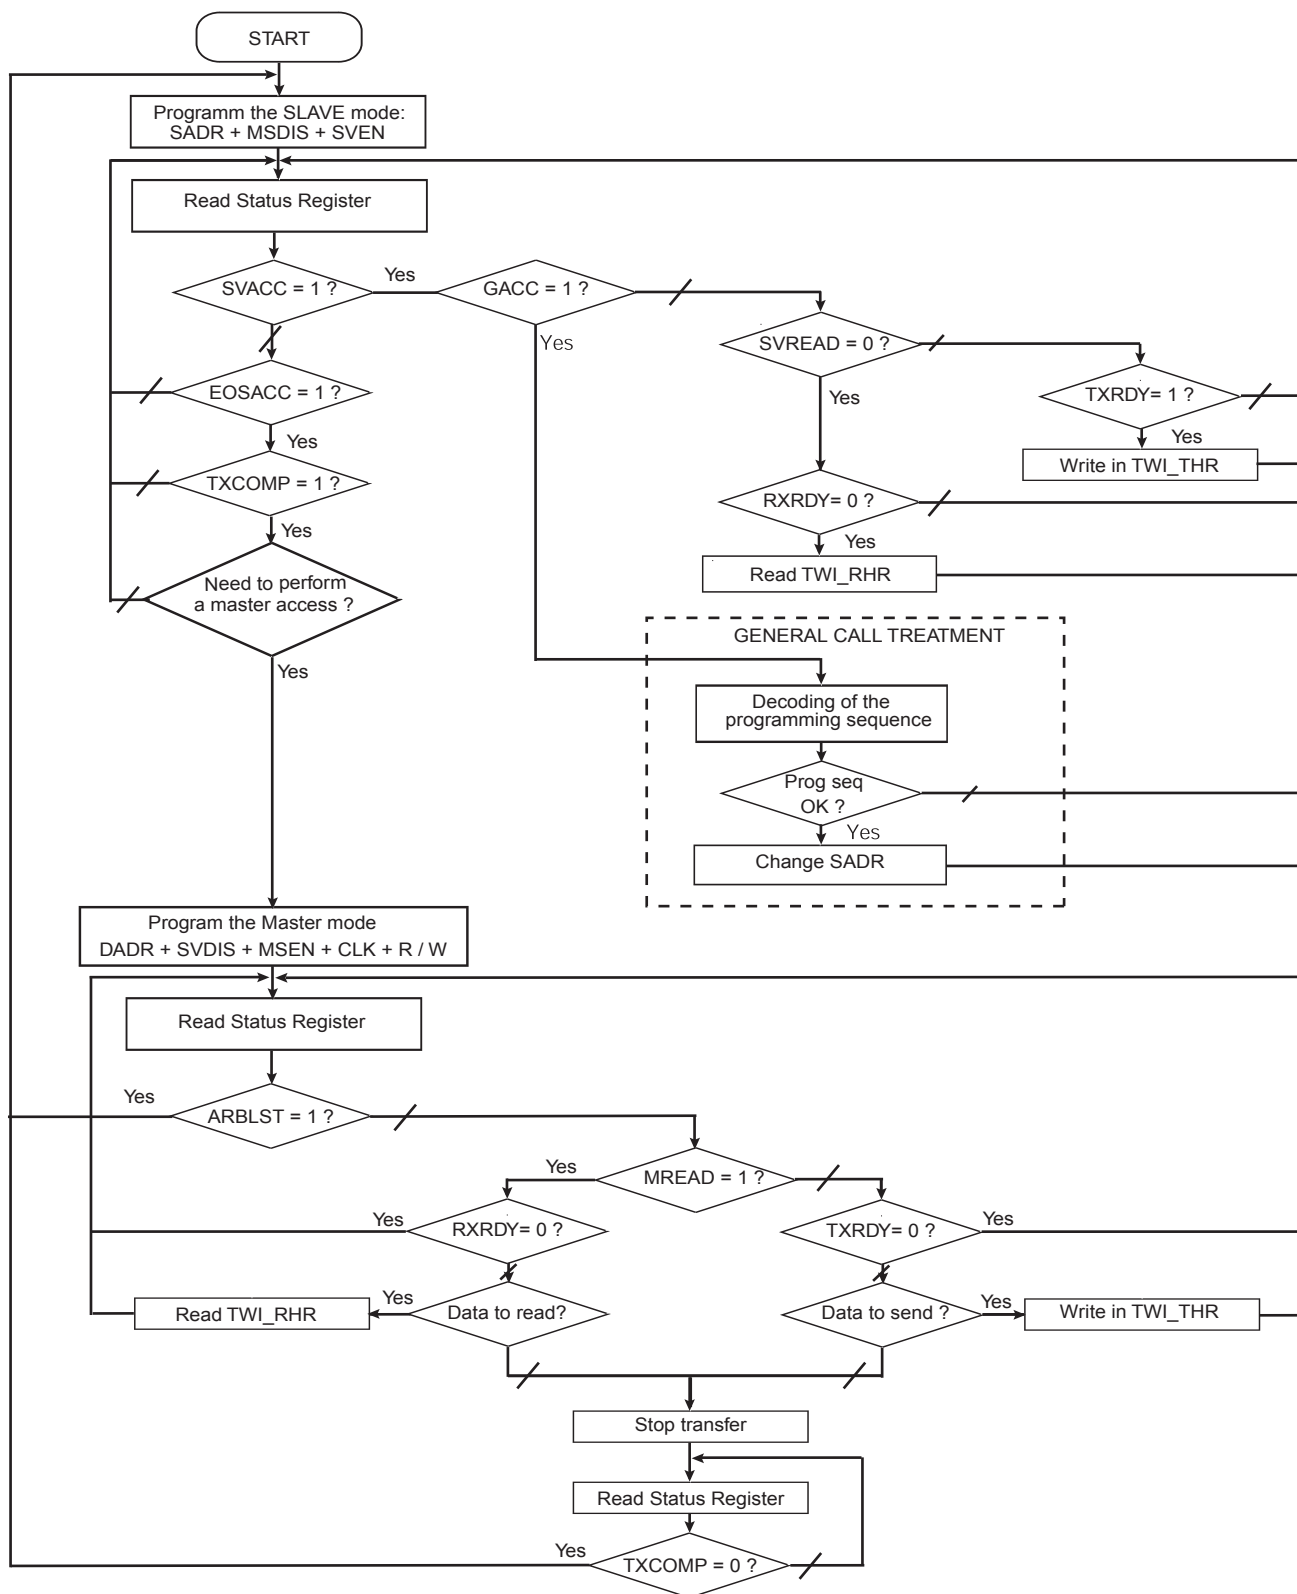 START
Programm the SLAVE mode:
SADR + MSDIS + SVEN
Read Status Register
SVACC = 1 ?
Yes
GACC = 1 ?
Yes
SVREAD = 0 ?
Yes
EOSACC = 1 ?
Yes
TXRDY= 1 ?
Yes
Write in TWI_THR
TXCOMP = 1 ?
Yes
RXRDY= 0 ?
Yes
Read TWI_RHR
Need to perform
a master access ?
Yes
GENERAL CALL TREATMENT
Decoding of the
programming sequence
Prog seq
OK ?
Yes
Change SADR
Program the Master mode
DADR + SVDIS + MSEN + CLK + R / W
Read Status Register
Yes
ARBLST = 1 ?
Yes
MREAD = 1 ?
Yes
RXRDY= 0 ?
TXRDY= 0 ?
Yes
Read TWI_RHR
Yes
Data to read?
Data to send ?
Yes
Write in TWI_THR
Stop transfer
Read Status Register
Yes
TXCOMP = 0 ?